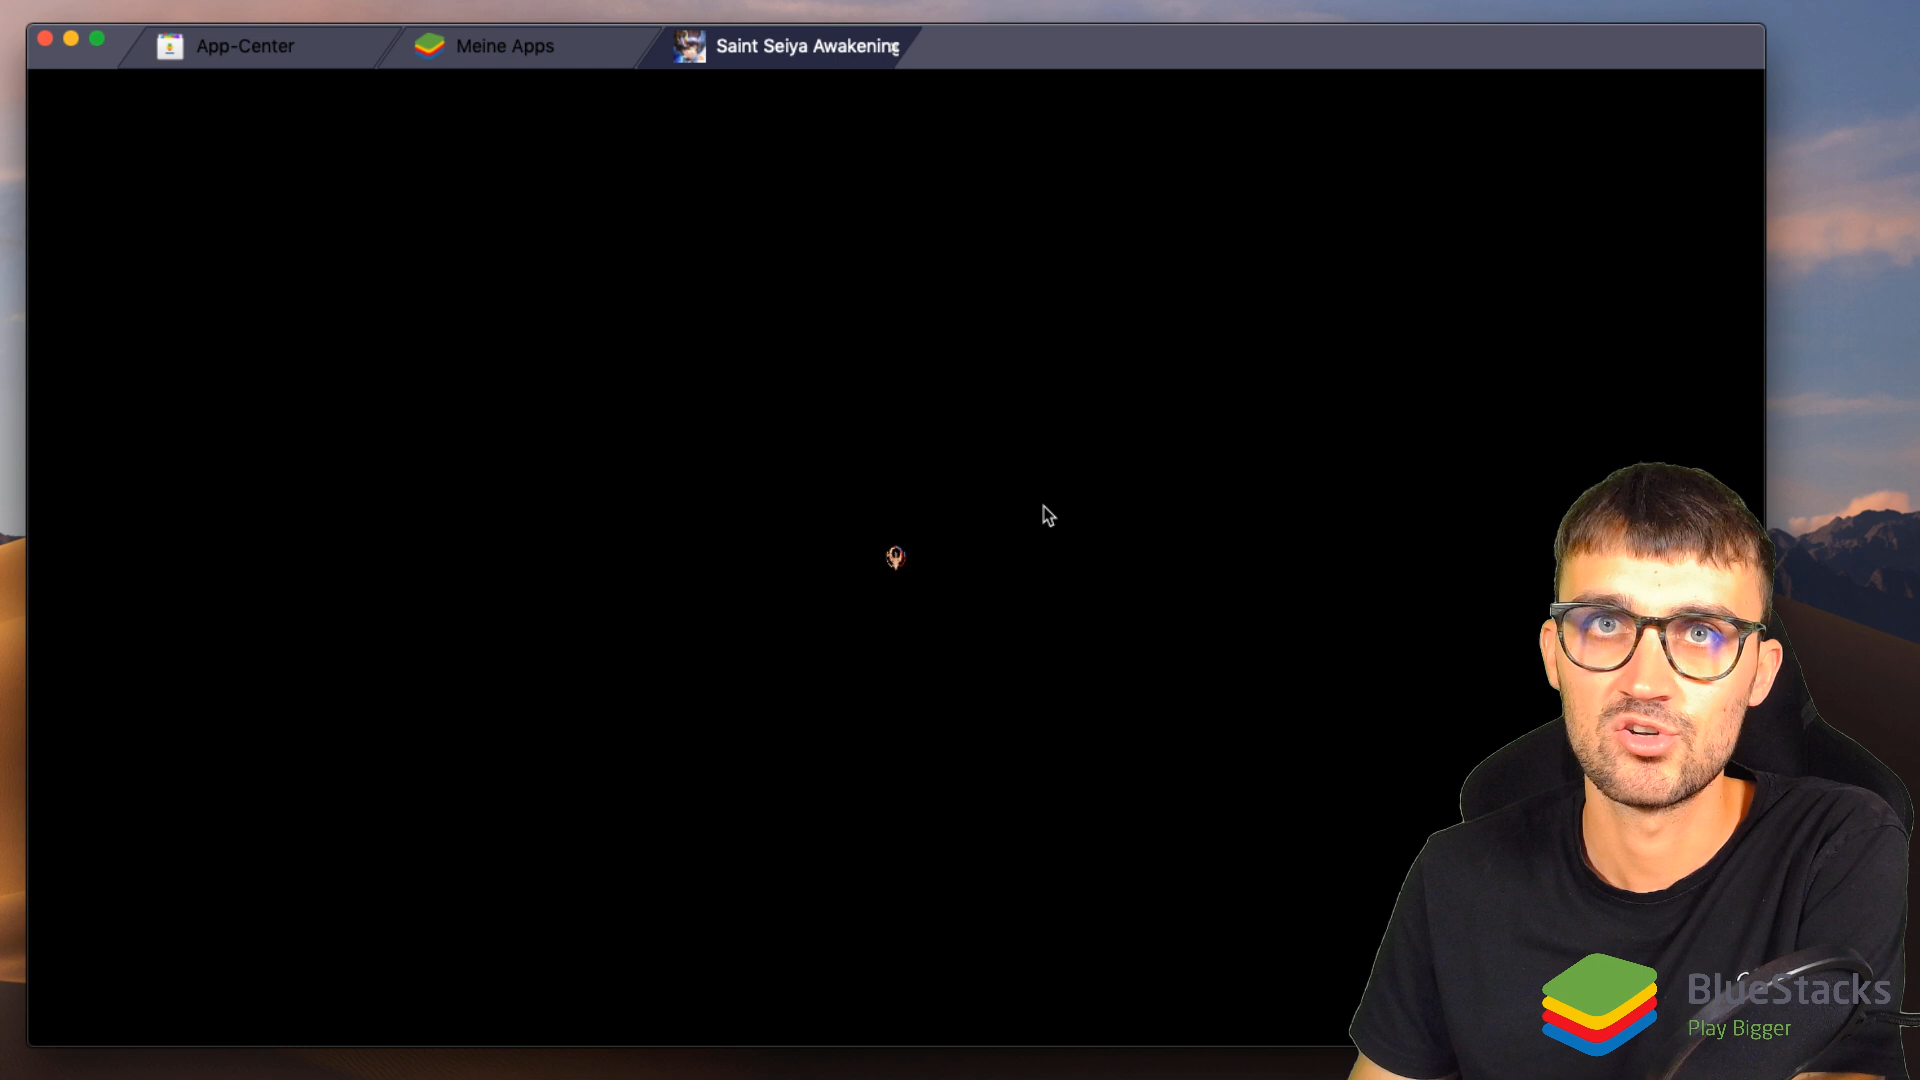 App-Center
Meine Apps
Saint Seiya Awakening
BlueStacks
Play Bigger